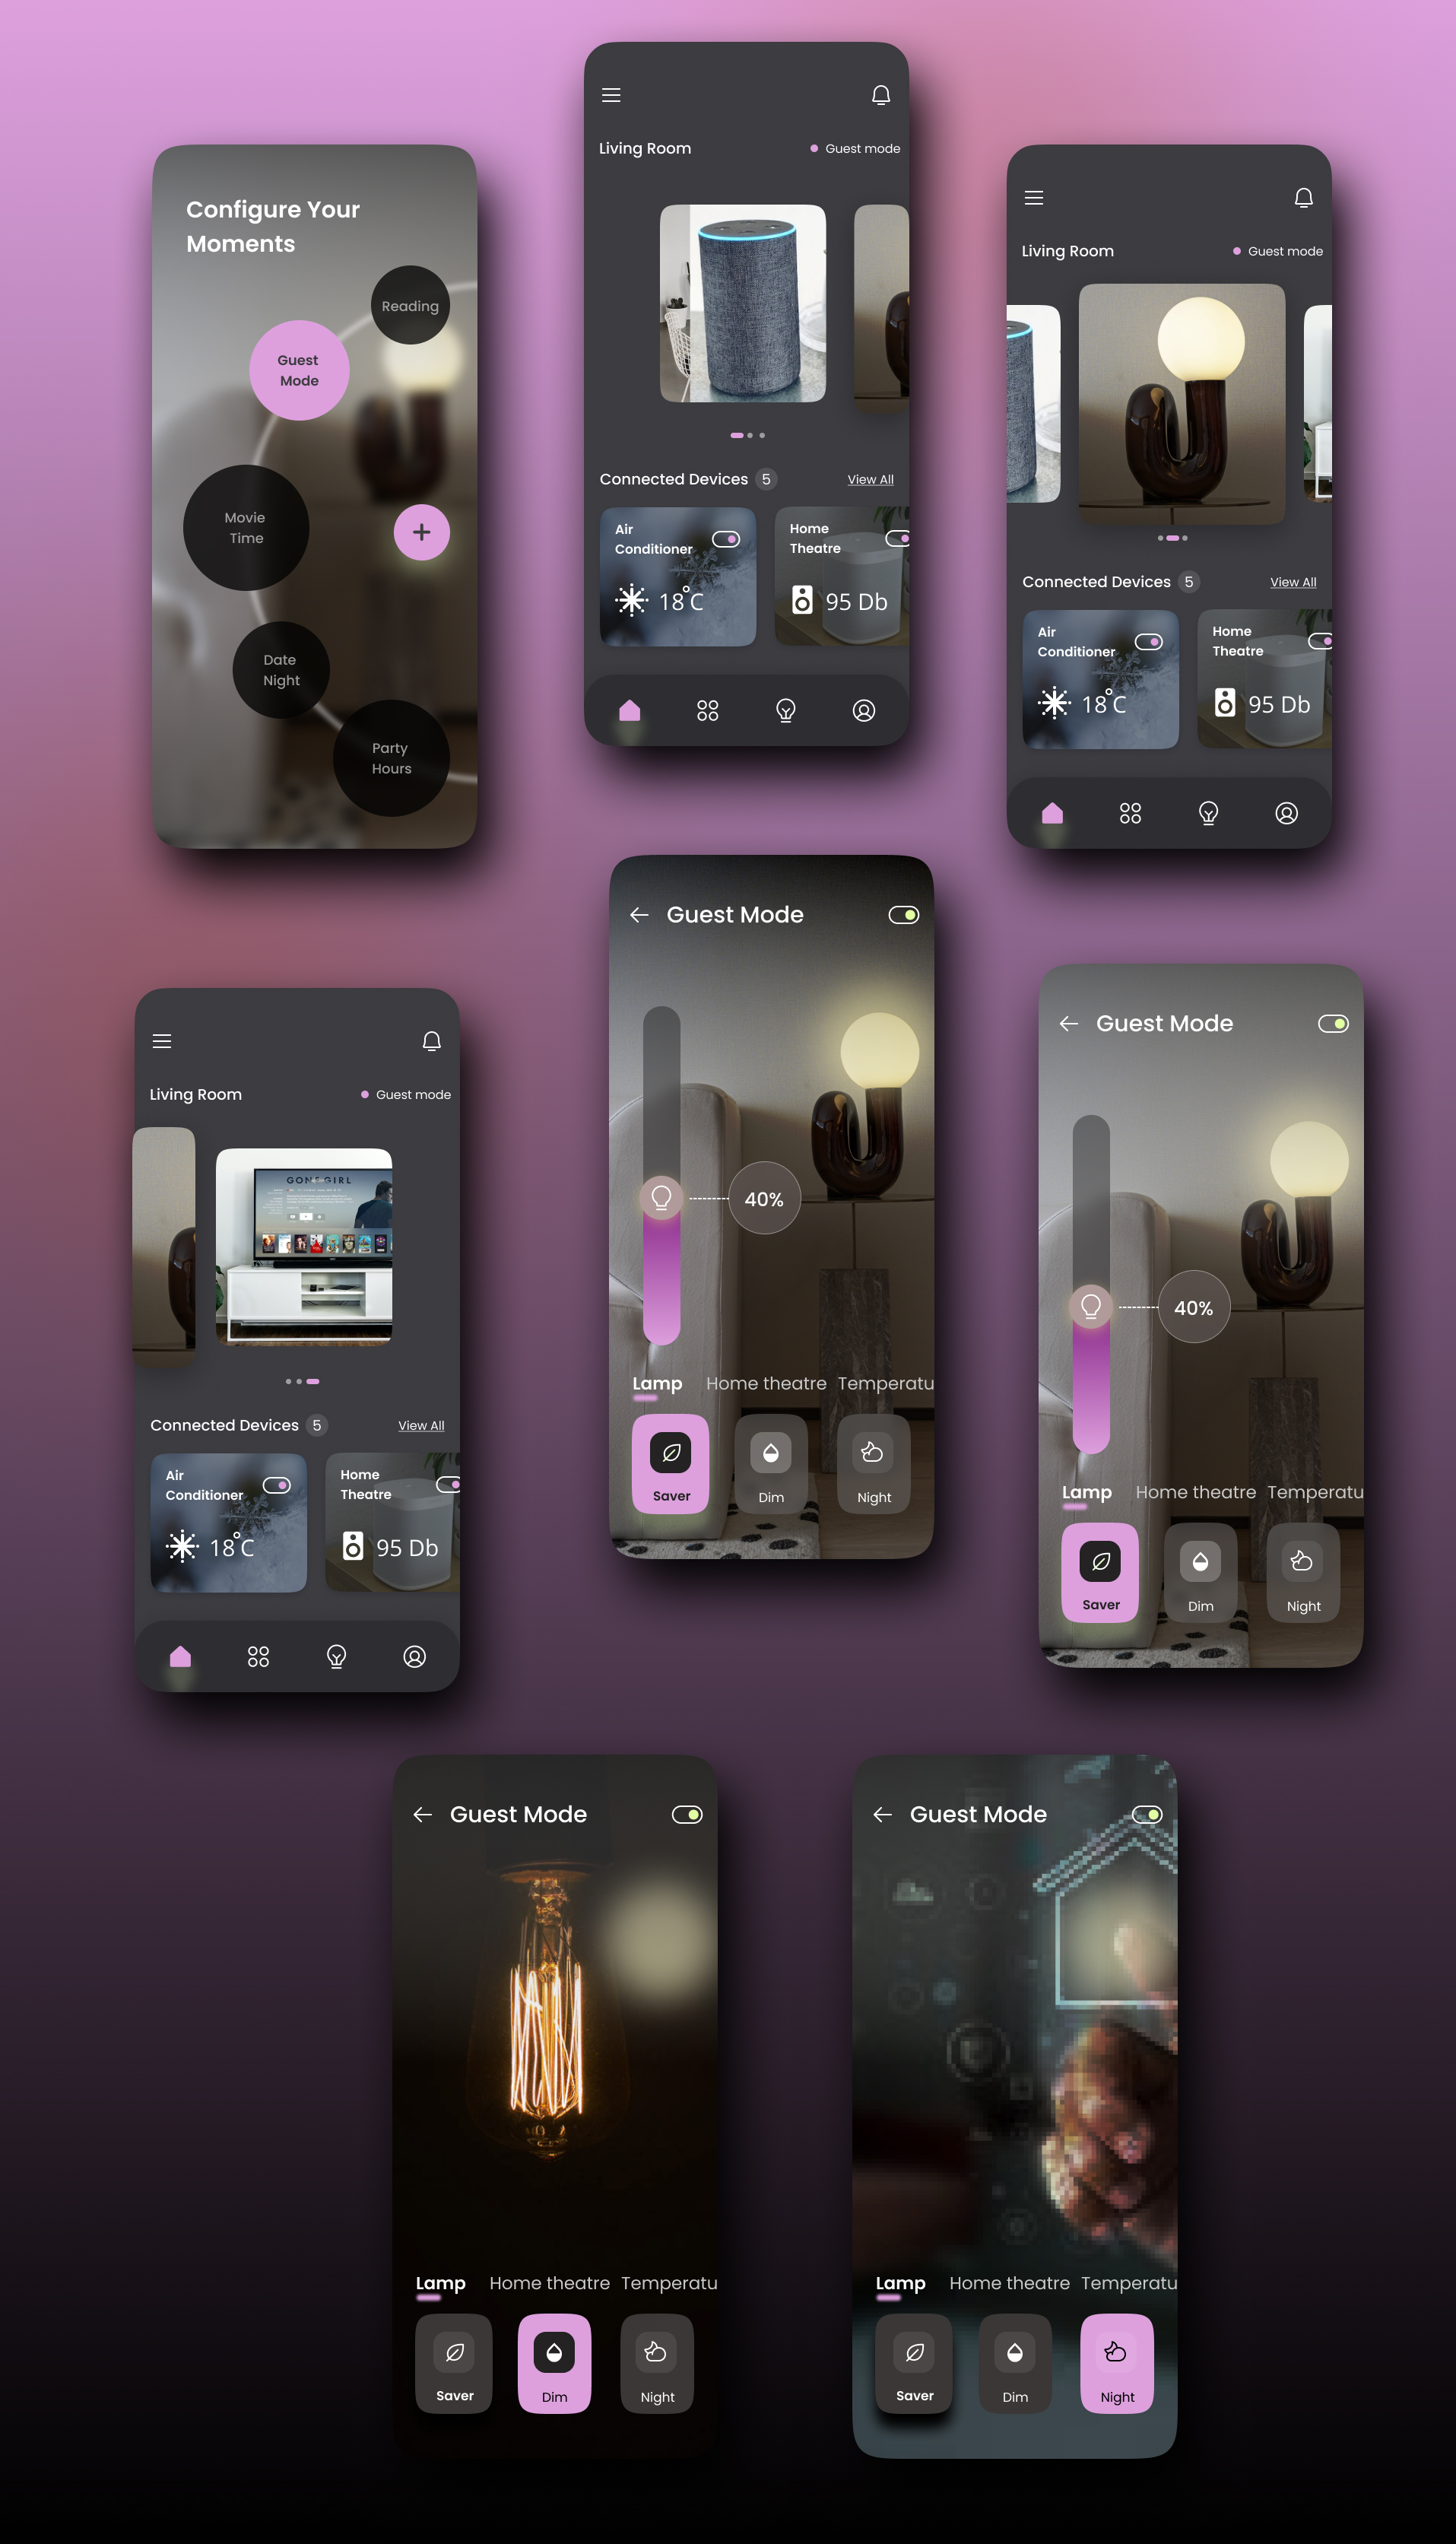 Configure Your
Moments
Reading
Guest
Mode
Movie
Time
Date
Night
Party
Hours
Living Room
Guest mode
Connected Devices 5
View All
Air
Conditioner
18°C
Home
Theatre
95 Db
Living Room
Guest mode
Connected Devices 5
View All
Air
Conditioner
18°C
Home
Theatre
95 Db
Living Room
Guest mode
GONE GIRL
Connected Devices 5
View All
Air
Conditioner
18°C
Home
Theatre
95 Db
Guest Mode
40%
Lamp Home theatre Temperatu
Saver Dim Night
Guest Mode
40%
Lamp Home theatre Temperatu
Saver Dim Night
Guest Mode
Lamp Home theatre Temperatu
Saver Dim Night
Guest Mode
Lamp Home theatre Temperatu
Saver Dim Night